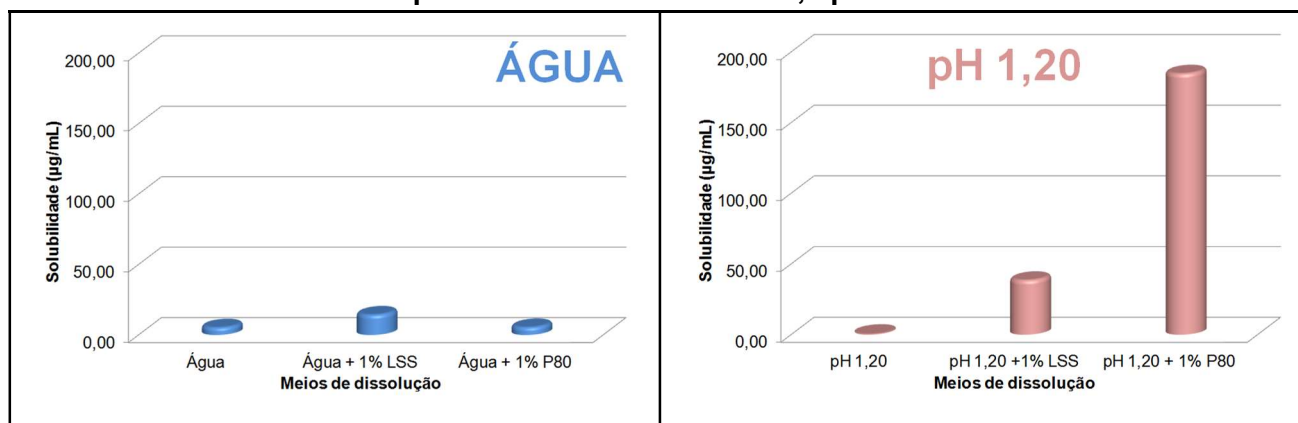 ÁGUA
200,00
150,00
100,00
50,00
0,00
Solubilidade (µg/mL)
Água
Água + 1% LSS
Água + 1% P80
Meios de dissolução
pH 1,20
200,00
150,00
100,00
50,00
0,00
Solubilidade (µg/mL)
pH 1,20
pH 1,20 +1% LSS
pH 1,20 + 1% P80
Meios de dissolução